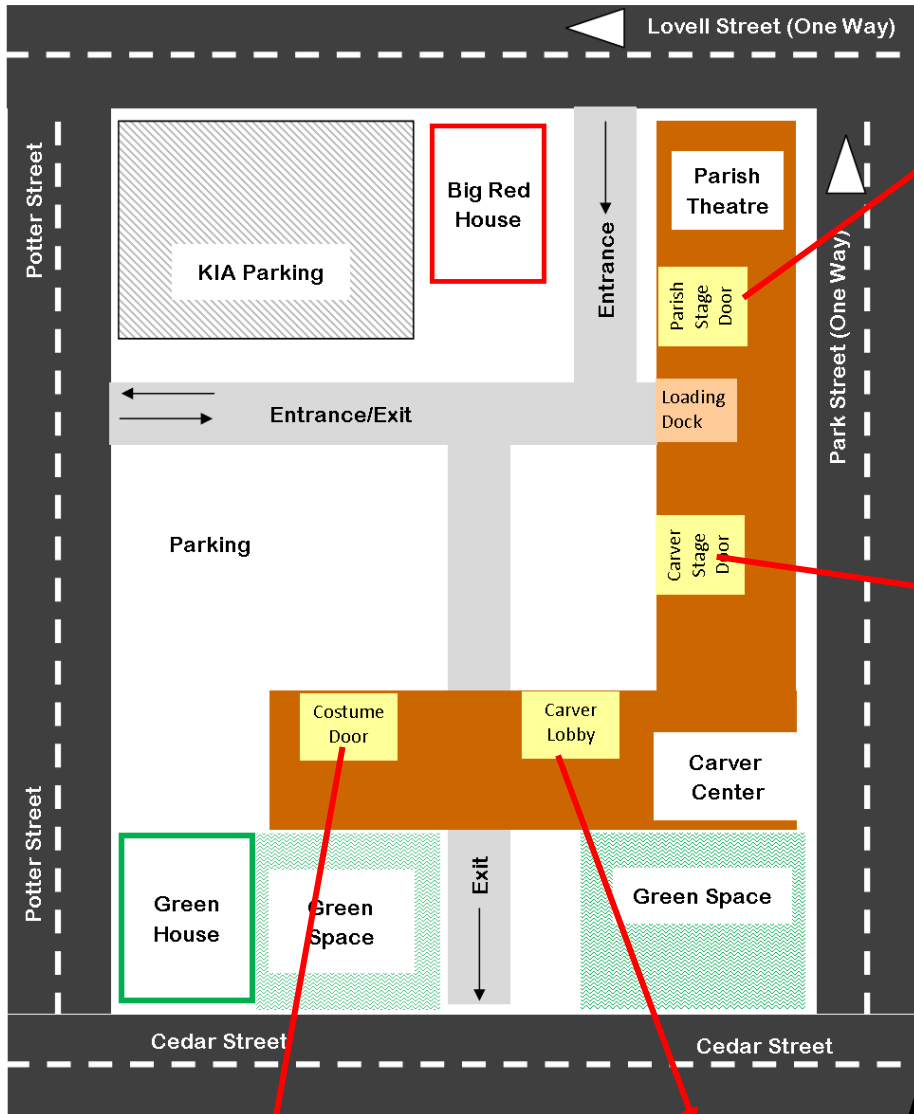 Lovell Street (One Way)
Potter Street
KIA Parking
Big Red
House
Entrance
Parish
Theatre
Parish
Stage
Door
Park Street (One Way)
Entrance/Exit
Loading
Dock
Parking
Carver
Stage
Door
Costume
Door
Carver
Lobby
Carver
Center
Potter Street
Green
House
Green
Space
Exit
Green Space
Cedar Street
Cedar Street